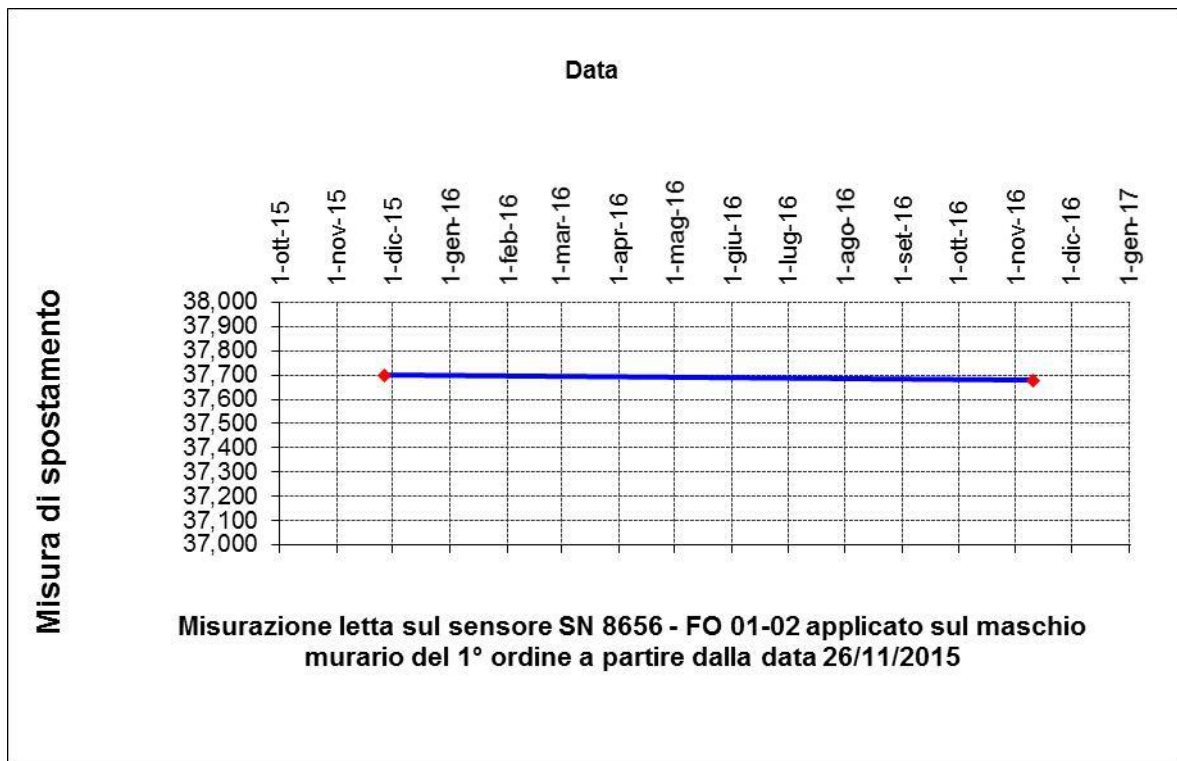 Data
1-ott-15
1-nov-15
1-dic-15
1-gen-16
1-feb-16
1-mar-16
1-apr-16
1-mag-16
1-giu-16
1-lug-16
1-ago-16
1-set-16
1-ott-16
1-nov-16
1-dic-16
1-gen-17
Misura di spostamento
38,000
37,900
37,800
37,700
37,600
37,500
37,400
37,300
37,200
37,100
37,000
Misurazione letta sul sensore SN 8656 - FO 01-02 applicato sul maschio
murario del 1° ordine a partire dalla data 26/11/2015